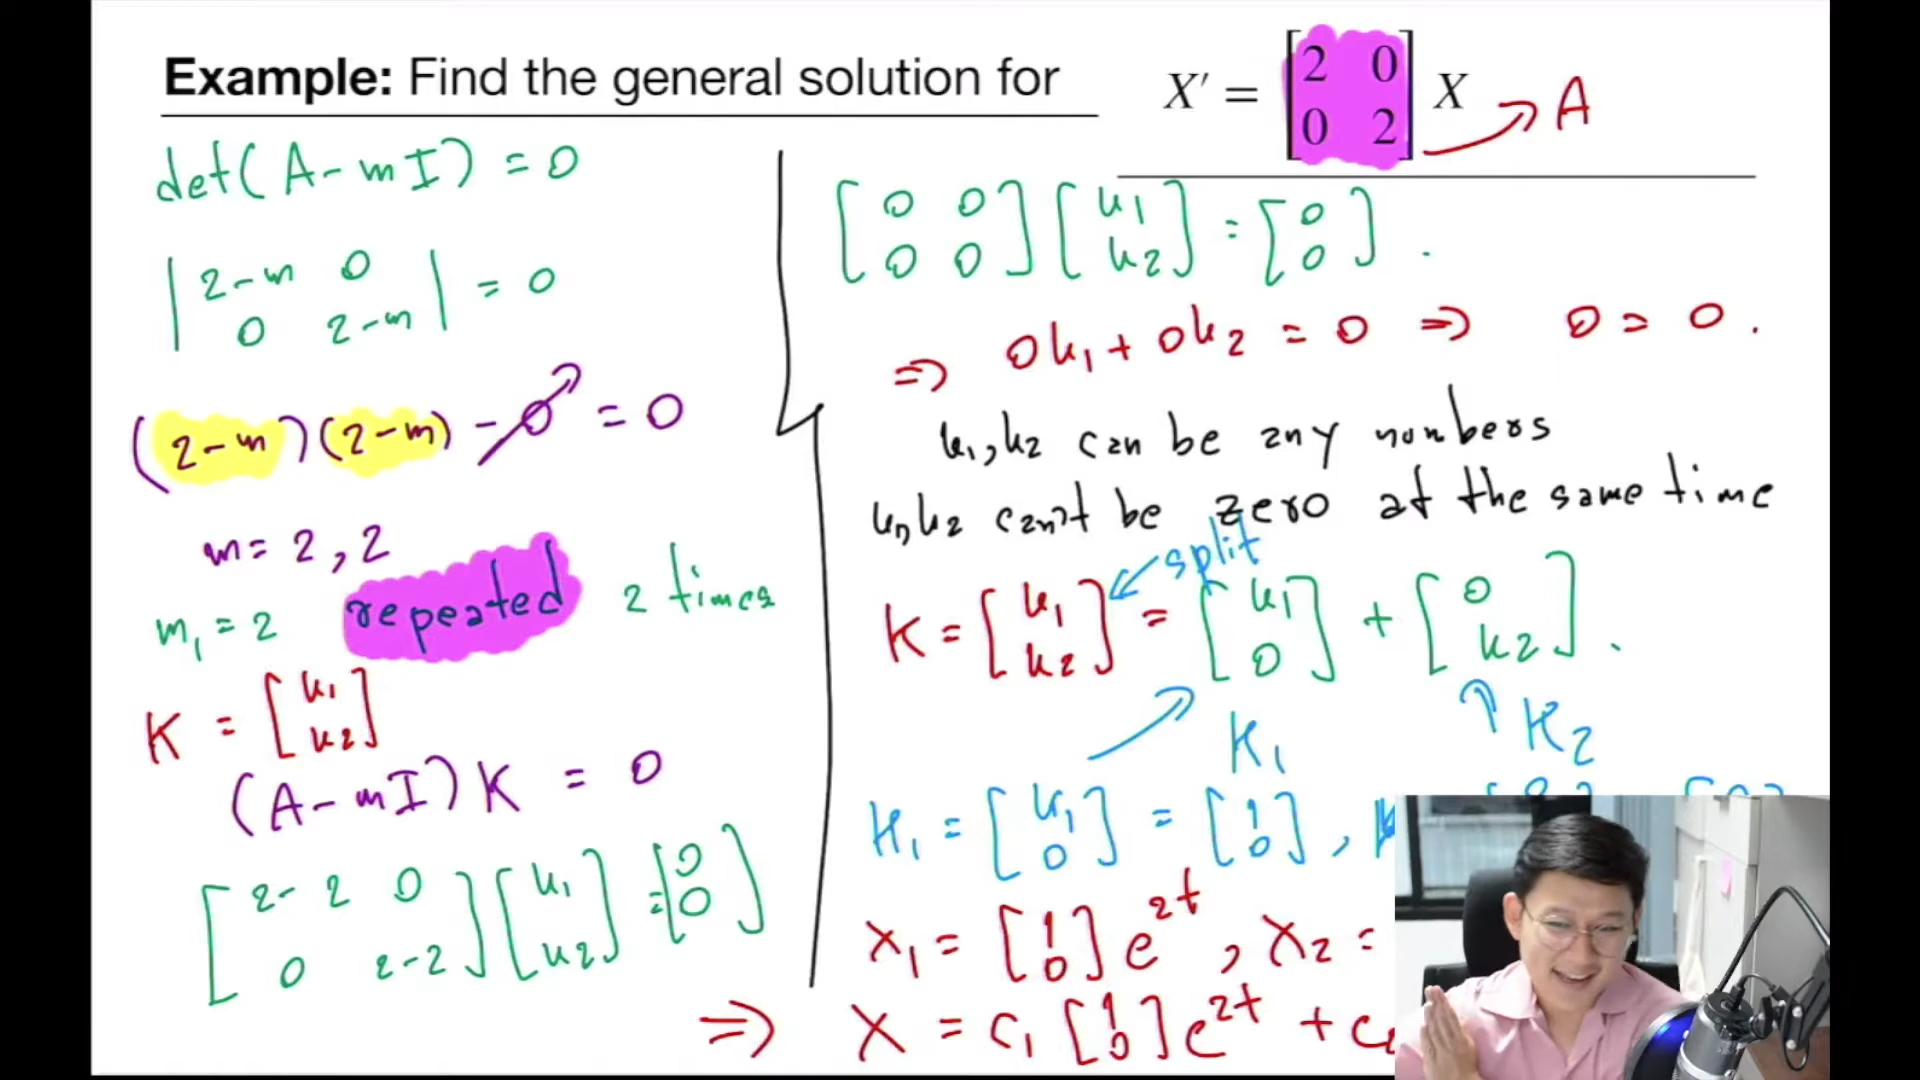 Example: Find the general solution for X' = [2 0; 0 2] X → A
det(A-mI) = 0
|2-m 0; 0 2-m| = 0
(2-m)(2-m) - 0 = 0
m = 2, 2
m₁ = 2 repeated 2 times
K = [k₁; k₂]
(A-mI)K = 0
[2-2 0; 0 2-2] [k₁; k₂] = [0; 0]
[0 0; 0 0] [k₁; k₂] = [0; 0].
⇒ 0k₁ + 0k₂ = 0 ⇒ 0 = 0.
k₁, k₂ can be any numbers
k₁, k₂ can't be zero at the same time
split
K = [k₁; k₂] = [k₁; 0] + [0; k₂].
K₁ K₂
K₁ = [k₁; 0] = [1; 0],
X₁ = [1; 0] e^2t, X₂ =
⇒ X = c₁ [1; 0] e^2t +